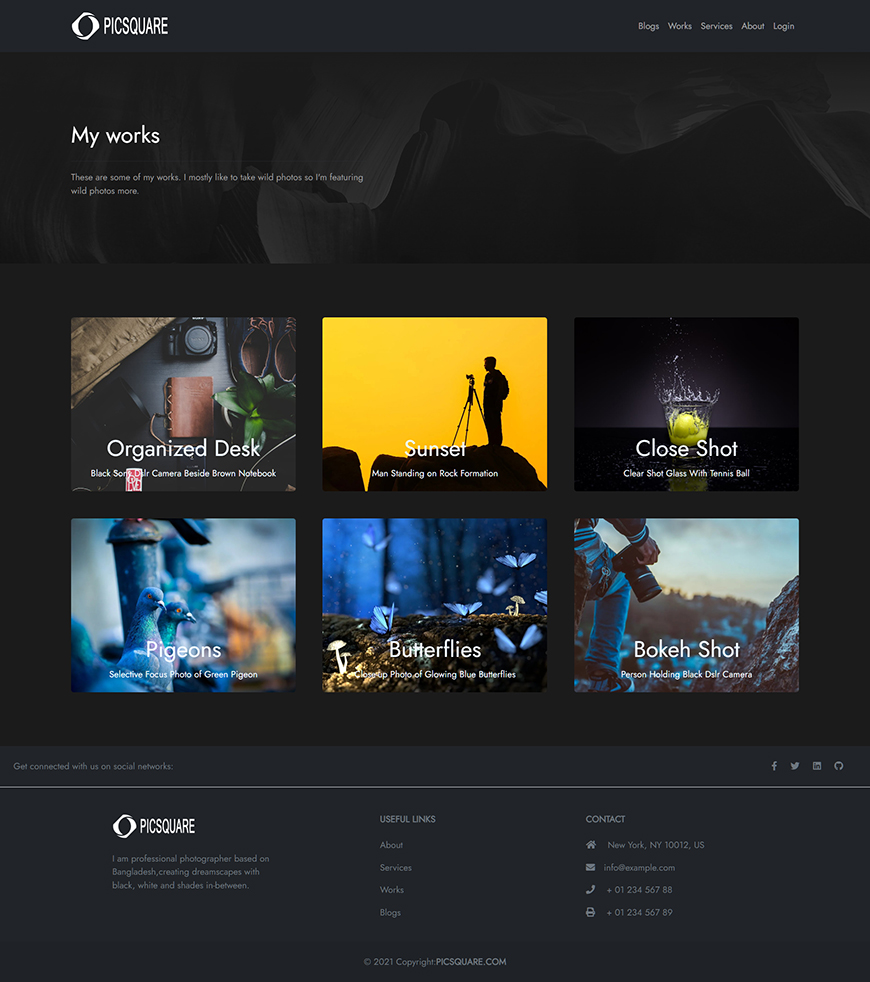 PICSQUARE
Blogs Works Services About Login
My works
These are some of my works. I mostly like to take wild photos so I'm featuring
wild photos more.
Organized Desk
Black Sony Dslr Camera Beside Brown Notebook
Sunset
Man Standing on Rock Formation
Close Shot
Clear Shot Glass With Tennis Ball
Pigeons
Selective Focus Photo of Green Pigeon
Butterflies
Close-up Photo of Glowing Blue Butterflies
Bokeh Shot
Person Holding Black Dslr Camera
Get connected with us on social networks:
PICSQUARE
I am professional photographer based on
Bangladesh,creating dreamscapes with
black, white and shades in-between.
USEFUL LINKS
About
Services
Works
Blogs
CONTACT
New York, NY 10012, US
info@example.com
+ 01 234 567 88
+ 01 234 567 89
© 2021 Copyright:PICSQUARE.COM